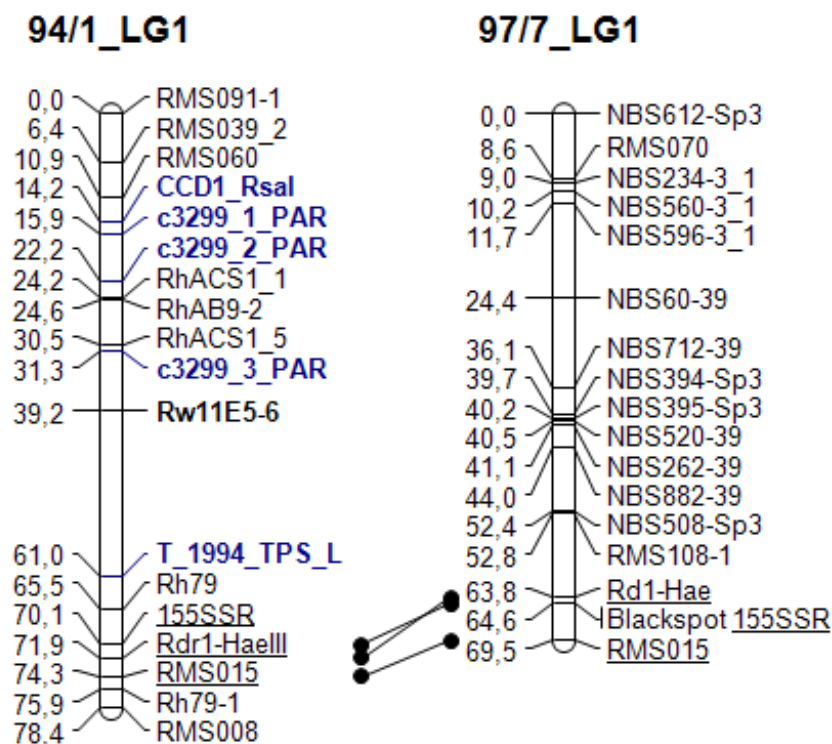 94/1_LG1
0,0 RMS091-1
6,4 RMS039_2
10,9 RMS060
14,2 CCD1_RsaI
15,9 c3299_1_PAR
22,2 c3299_2_PAR
24,2 RhACS1_1
24,6 RhAB9-2
30,5 RhACS1_5
31,3 c3299_3_PAR
39,2 Rw11E5-6
61,0 T_1994_TPS_L
65,5 Rh79
70,1 155SSR
71,9 Rdr1-HaeIII
74,3 RMS015
75,9 Rh79-1
78,4 RMS008
97/7_LG1
0,0 NBS612-Sp3
8,6 RMS070
9,0 NBS234-3_1
10,2 NBS560-3_1
11,7 NBS596-3_1
24,4 NBS60-39
36,1 NBS712-39
39,7 NBS394-Sp3
40,2 NBS395-Sp3
40,5 NBS520-39
41,1 NBS262-39
44,0 NBS882-39
52,4 NBS508-Sp3
52,8 RMS108-1
63,8 Rd1-Hae
64,6 Blackspot 155SSR
69,5 RMS015